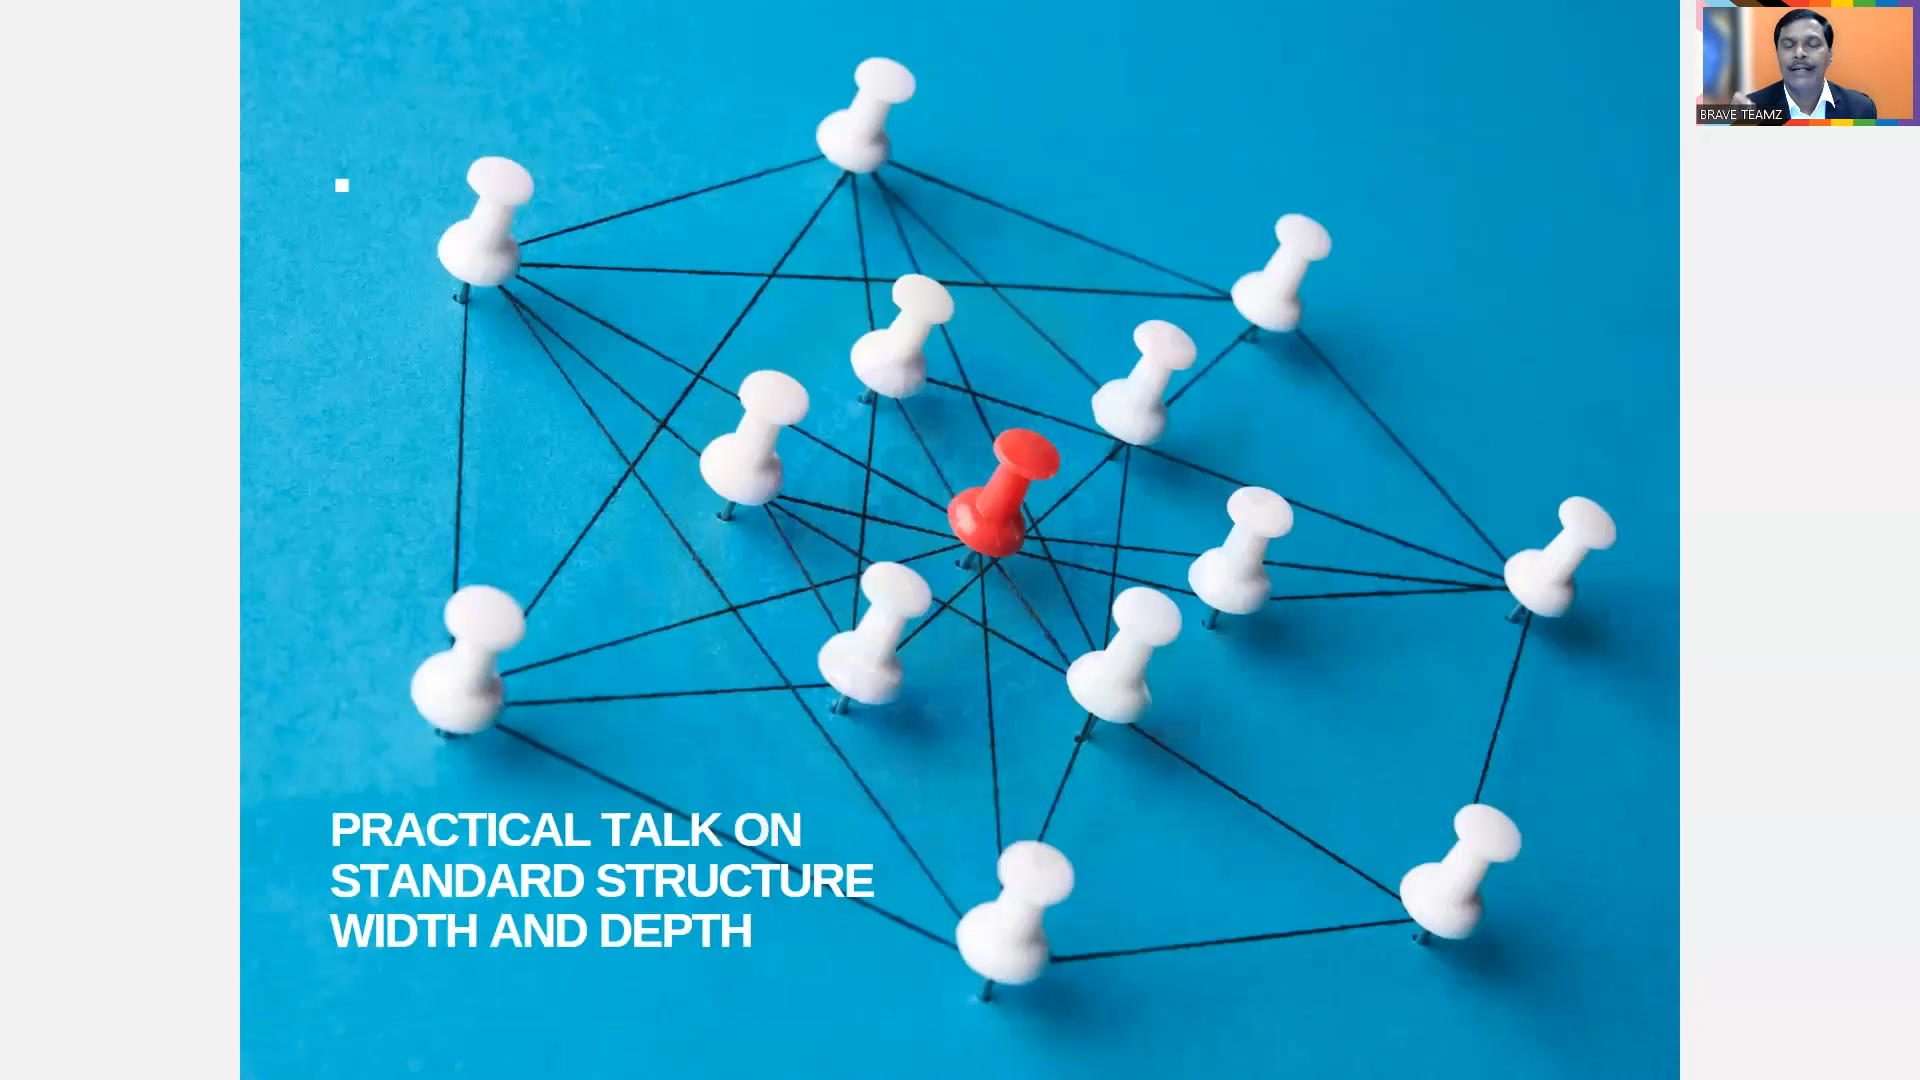 BRAVE TEAMZ
PRACTICAL TALK ON
STANDARD STRUCTURE
WIDTH AND DEPTH